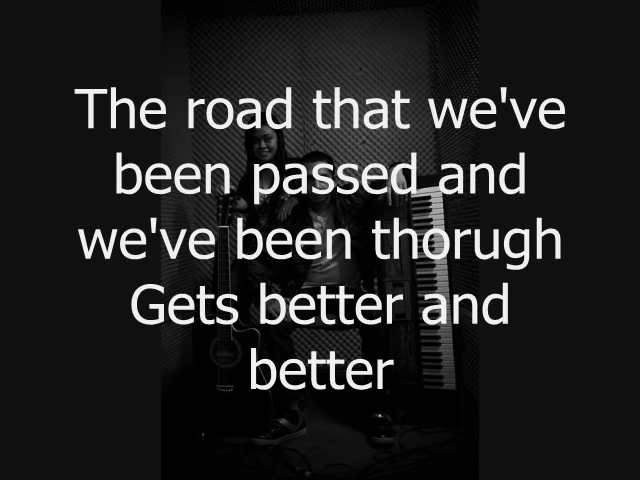 The road that we've
been passed and
we've been thorugh
Gets better and
better